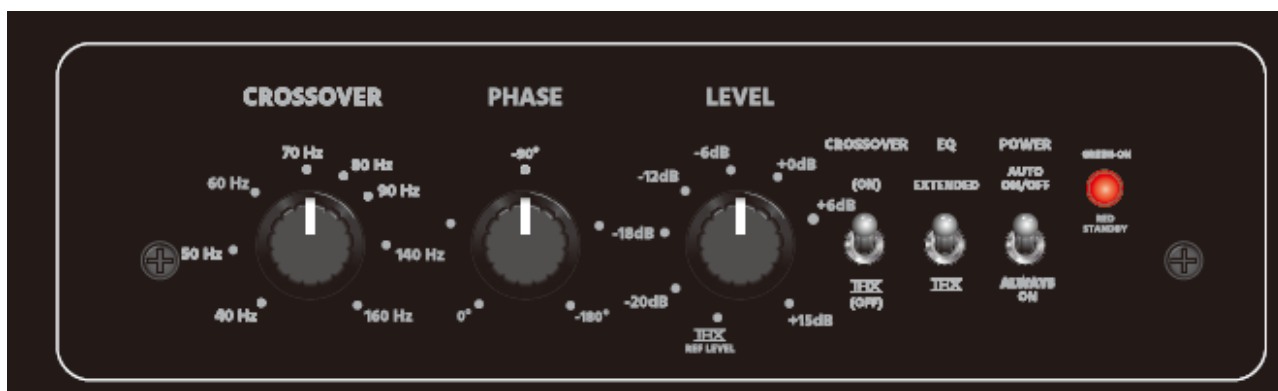 CROSSOVER
PHASE
LEVEL
40 Hz
50 Hz
60 Hz
70 Hz
80 Hz
90 Hz
140 Hz
160 Hz
0°
-90°
-180°
THX
REF LEVEL
-20dB
-18dB
-12dB
-6dB
+0dB
+6dB
+15dB
CROSSOVER
(ON)
THX
(OFF)
EQ
EXTENDED
THX
POWER
AUTO
ON/OFF
ALWAYS
ON
GREEN-ON
RED
STANDBY